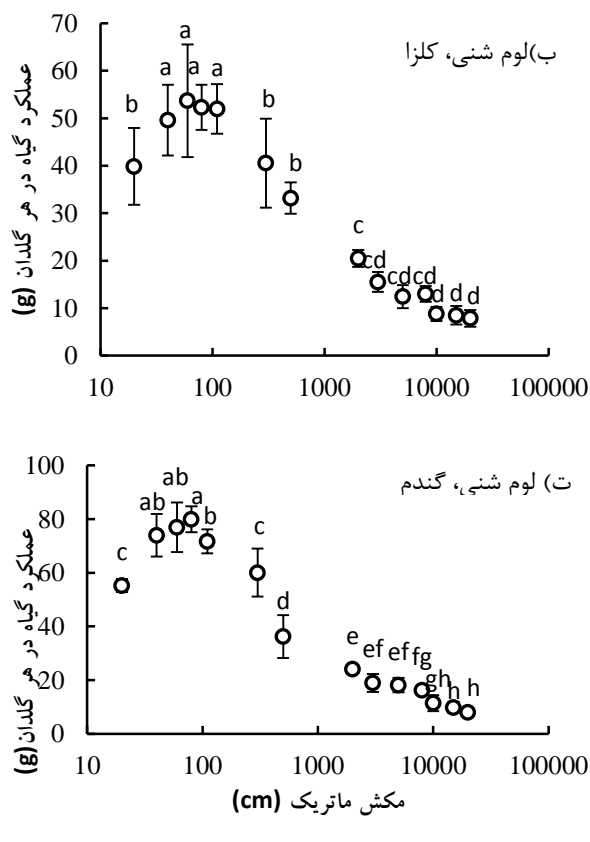 ب)لوم شنی، کلزا
عملکرد گیاه در هر گلدان (g)
70
60
50
40
30
20
10
0
b
a
a
a
a
b
b
c
cd
cd
cd
d
d
d
10
100
1000
10000
100000
ت) لوم شنی، گندم
عملکرد گیاه در هر گلدان (g)
100
80
60
40
20
0
c
ab
ab
a
b
c
d
e
ef
ef
fg
gh
h
h
10
100
1000
10000
100000
مکش ماتریک (cm)